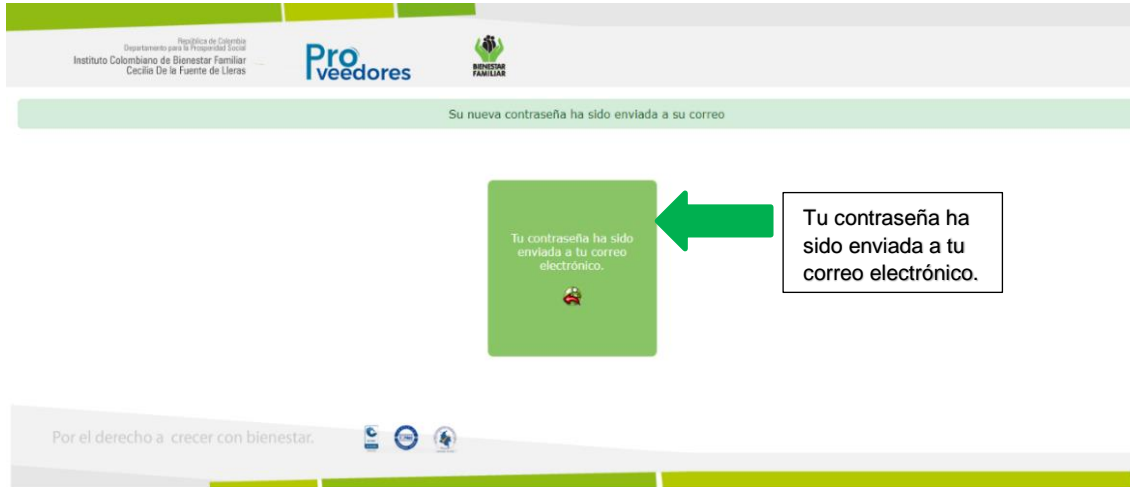 República de Colombia
Departamento para la Prosperidad Social
Instituto Colombiano de Bienestar Familiar
Cecilia De la Fuente de Lleras
Pro
veedores
BIENESTAR
FAMILIAR
Su nueva contraseña ha sido enviada a su correo
Tu contraseña ha sido
enviada a tu correo
electrónico.
Tu contraseña ha
sido enviada a tu
correo electrónico.
Por el derecho a crecer con bienestar.